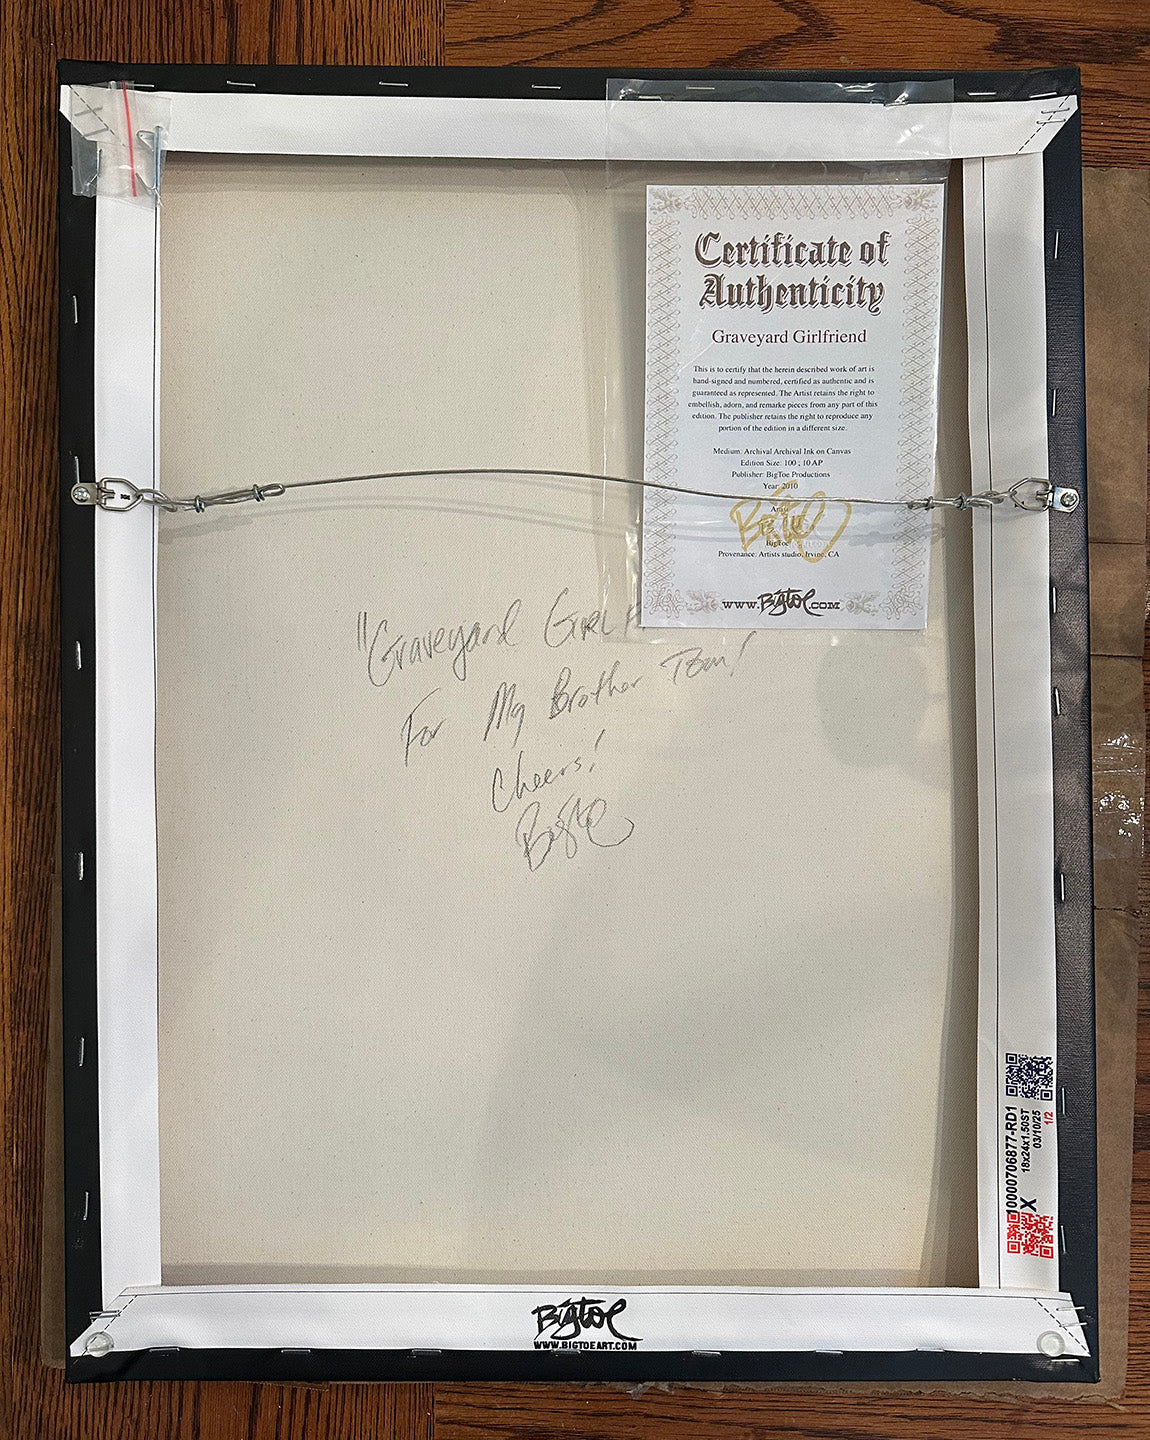 Certificate of
Authenticity
Graveyard Girlfriend
This is to certify that the herein described work of art is
hand-signed and numbered, certified as authentic and is
guaranteed as represented. The Artist retains the right to
embellish, adorn, and remarke pieces from any part of this
edition. The publisher retains the right to reproduce any
portion of the edition in a different size.
Medium: Archival Archival Ink on Canvas
Edition Size: 100 ; 10 AP
Publisher: BigToe Productions
Year: 2010
BigToe
Provenance: Artists studio, Irvine, CA
www.Bigtoe.com
"Graveyard GIRLF
For My Brother Tom!
Cheers!
BigToe
10000706877-RD1
18x24x1.50ST
03/10/25
1/2
X
Bigtoe
WWW.BIGTOEART.COM